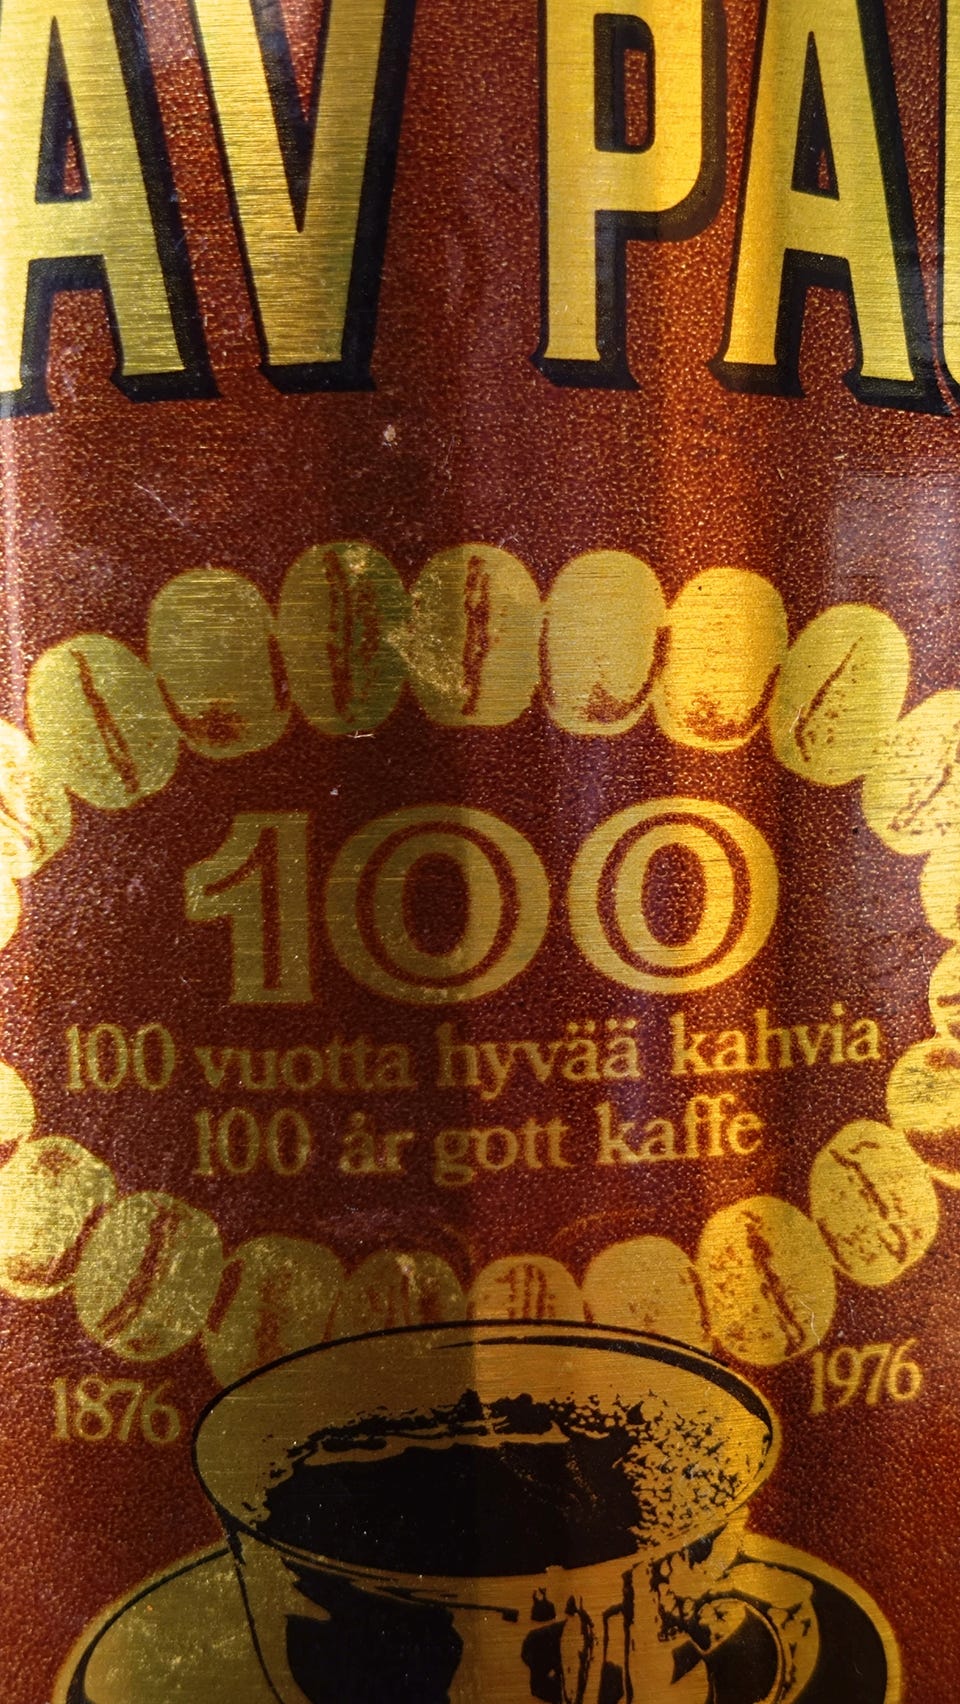 AV PA
100
100 vuotta hyvää kahvia
100 år gott kaffe
1876
1976